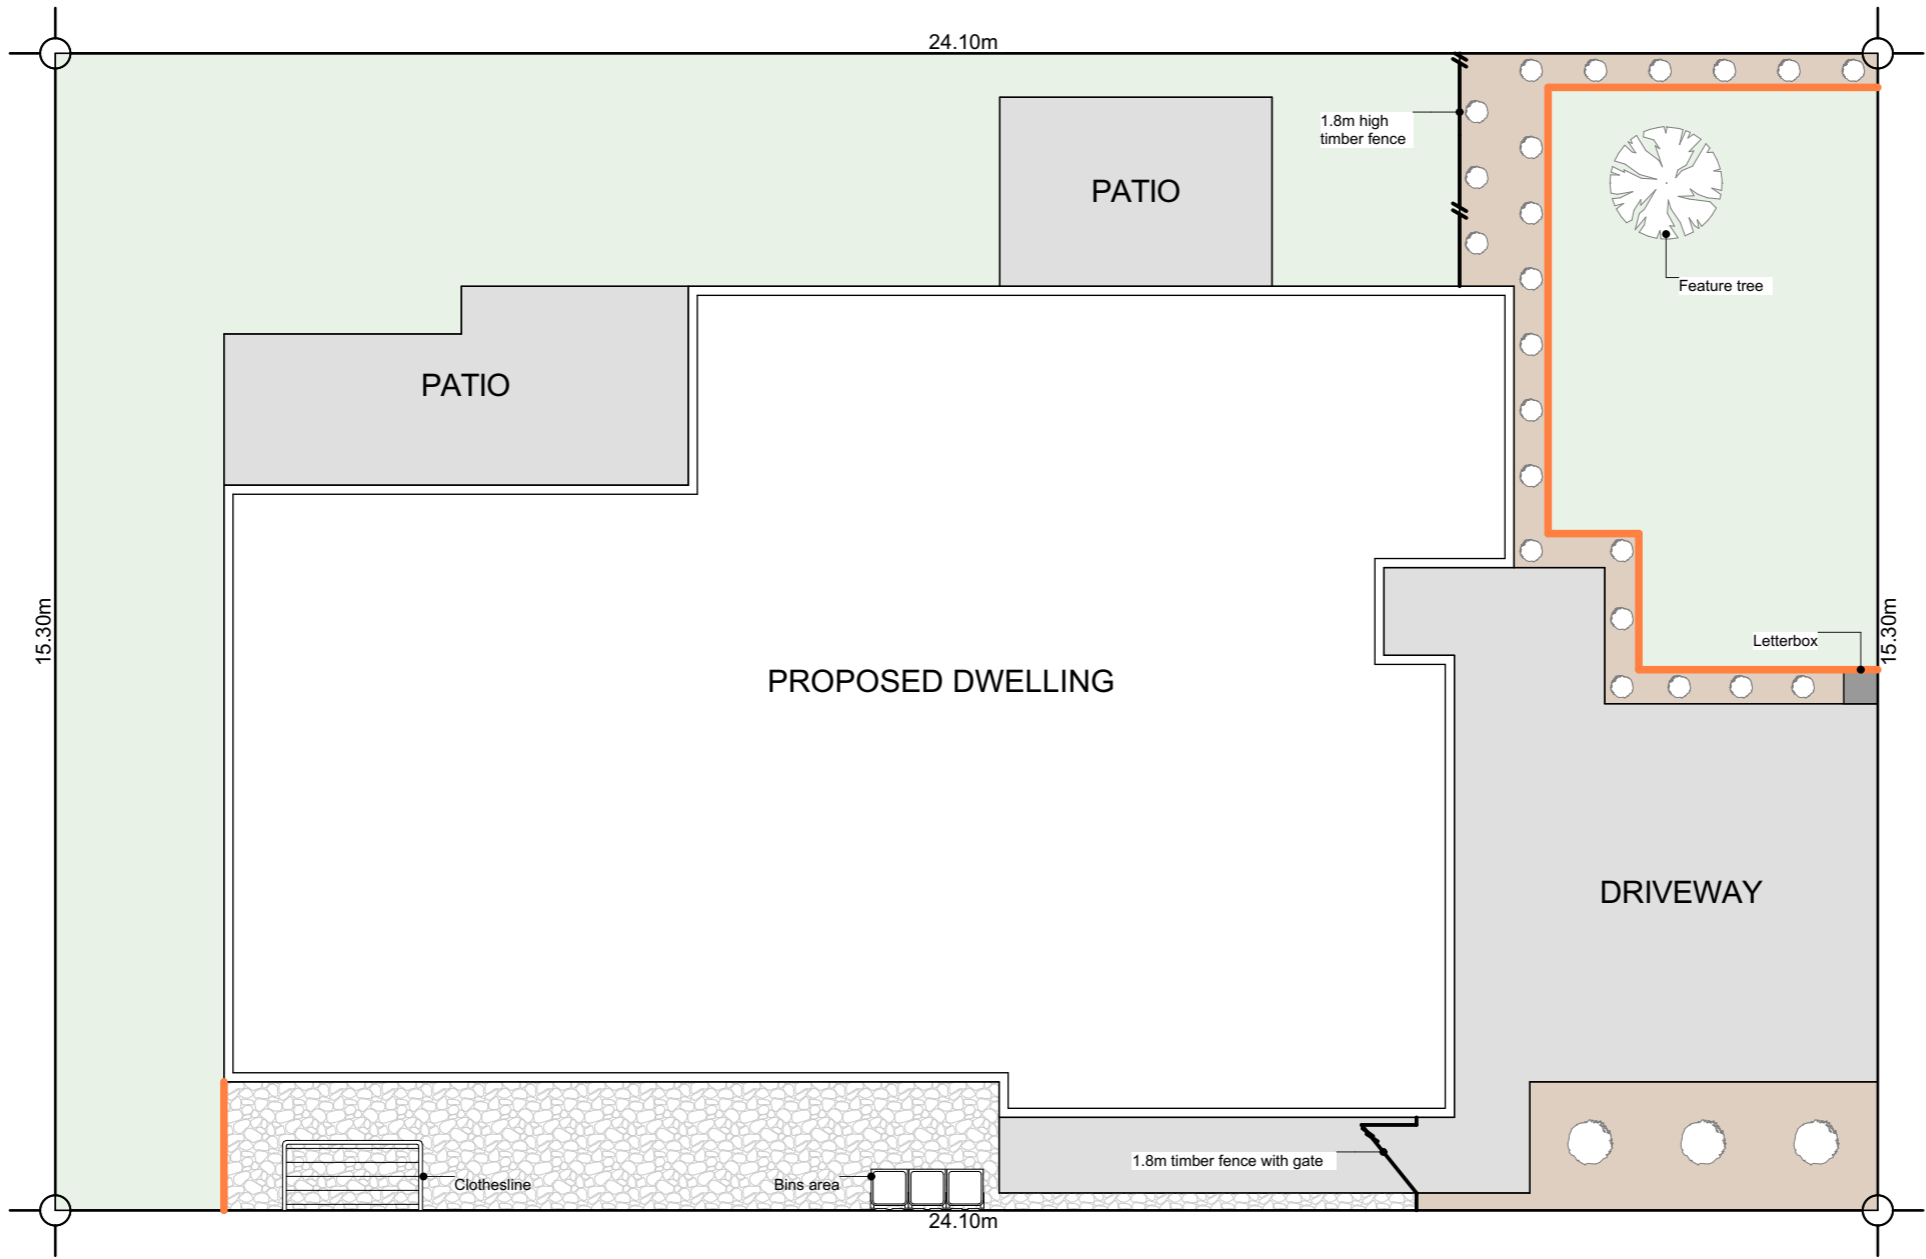 24.10m
1.8m high
timber fence
PATIO
Feature tree
PATIO
15.30m
15.30m
Letterbox
PROPOSED DWELLING
DRIVEWAY
1.8m timber fence with gate
Clothesline
Bins area
24.10m